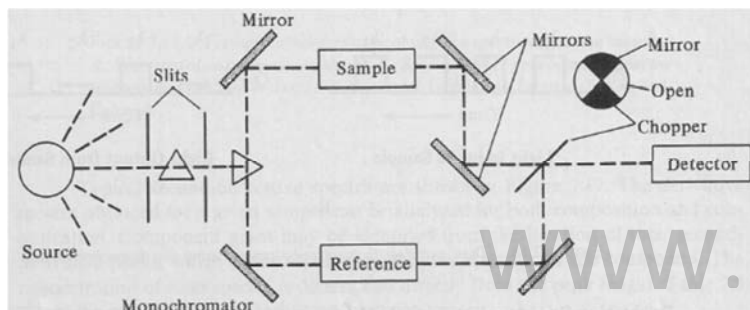 Mirror
Slits
Sample
Mirrors
Mirror
Open
Chopper
Detector
Source
Reference
Monochromator
www.